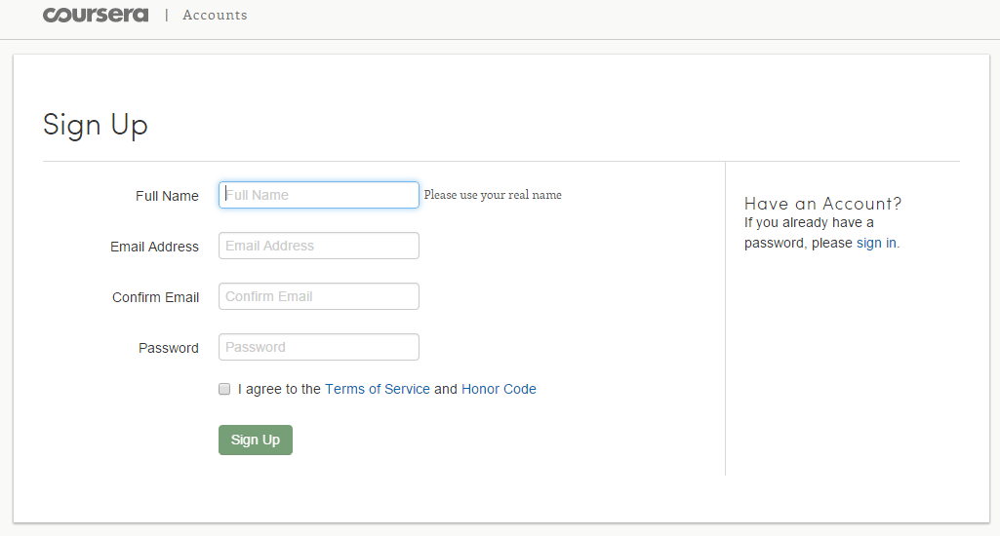 coursera | Accounts
Sign Up
Full Name Full Name Please use your real name
Email Address Email Address
Confirm Email Confirm Email
Password Password
I agree to the Terms of Service and Honor Code
Sign Up
Have an Account?
If you already have a
password, please sign in.